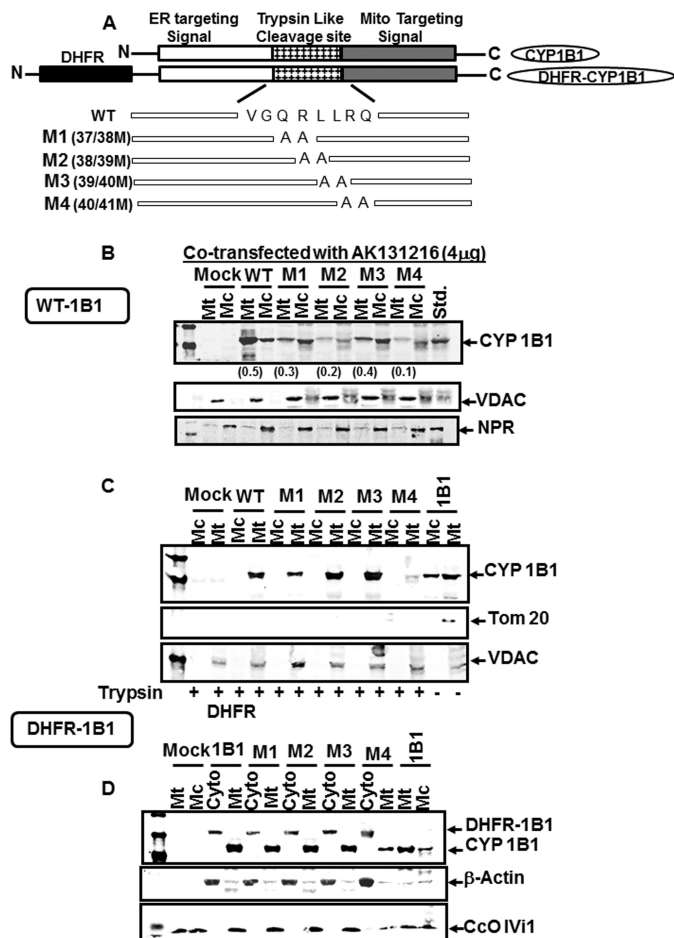 A
ER targeting Signal
Trypsin Like Cleavage site
Mito Targeting Signal
N
C
CYP1B1
DHFR
N
C
DHFR-CYP1B1
WT
V G Q R L L R Q
M1 (37/38M)
A A
M2 (38/39M)
A A
M3 (39/40M)
A A
M4 (40/41M)
A A
B
Co-transfected with AK131216 (4µg)
Mock WT M1 M2 M3 M4
Mt Mc Mt Mc Mt Mc Mt Mc Mt Mc Mt Mc Std.
WT-1B1
CYP 1B1
(0.5) (0.3) (0.2) (0.4) (0.1)
VDAC
NPR
C
Mock WT M1 M2 M3 M4 1B1
Mc Mt Mc Mt Mc Mt Mc Mt Mc Mt Mc Mt Mc Mt
CYP 1B1
Tom 20
VDAC
Trypsin + + + + + + + + + + + + - -
DHFR-1B1
DHFR
Mock 1B1 M1 M2 M3 M4 1B1
D
Mt Mc Cyto Mt Cyto Mt Cyto Mt Cyto Mt Cyto Mt Mt Mc
DHFR-1B1
CYP 1B1
β-Actin
CcO IVi1